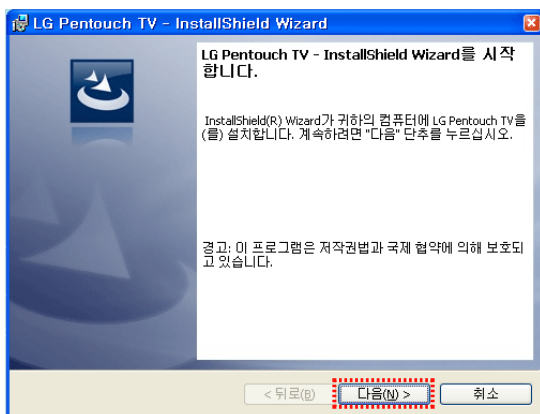 LG Pentouch TV - InstallShield Wizard
LG Pentouch TV - InstallShield Wizard를 시작
합니다.
InstallShield(R) Wizard가 귀하의 컴퓨터에 LG Pentouch TV을
(를) 설치합니다. 계속하려면 "다음" 단추를 누르십시오.
경고: 이 프로그램은 저작권법과 국제 협약에 의해 보호되
고 있습니다.
< 뒤로(B) 다음(N) > 취소